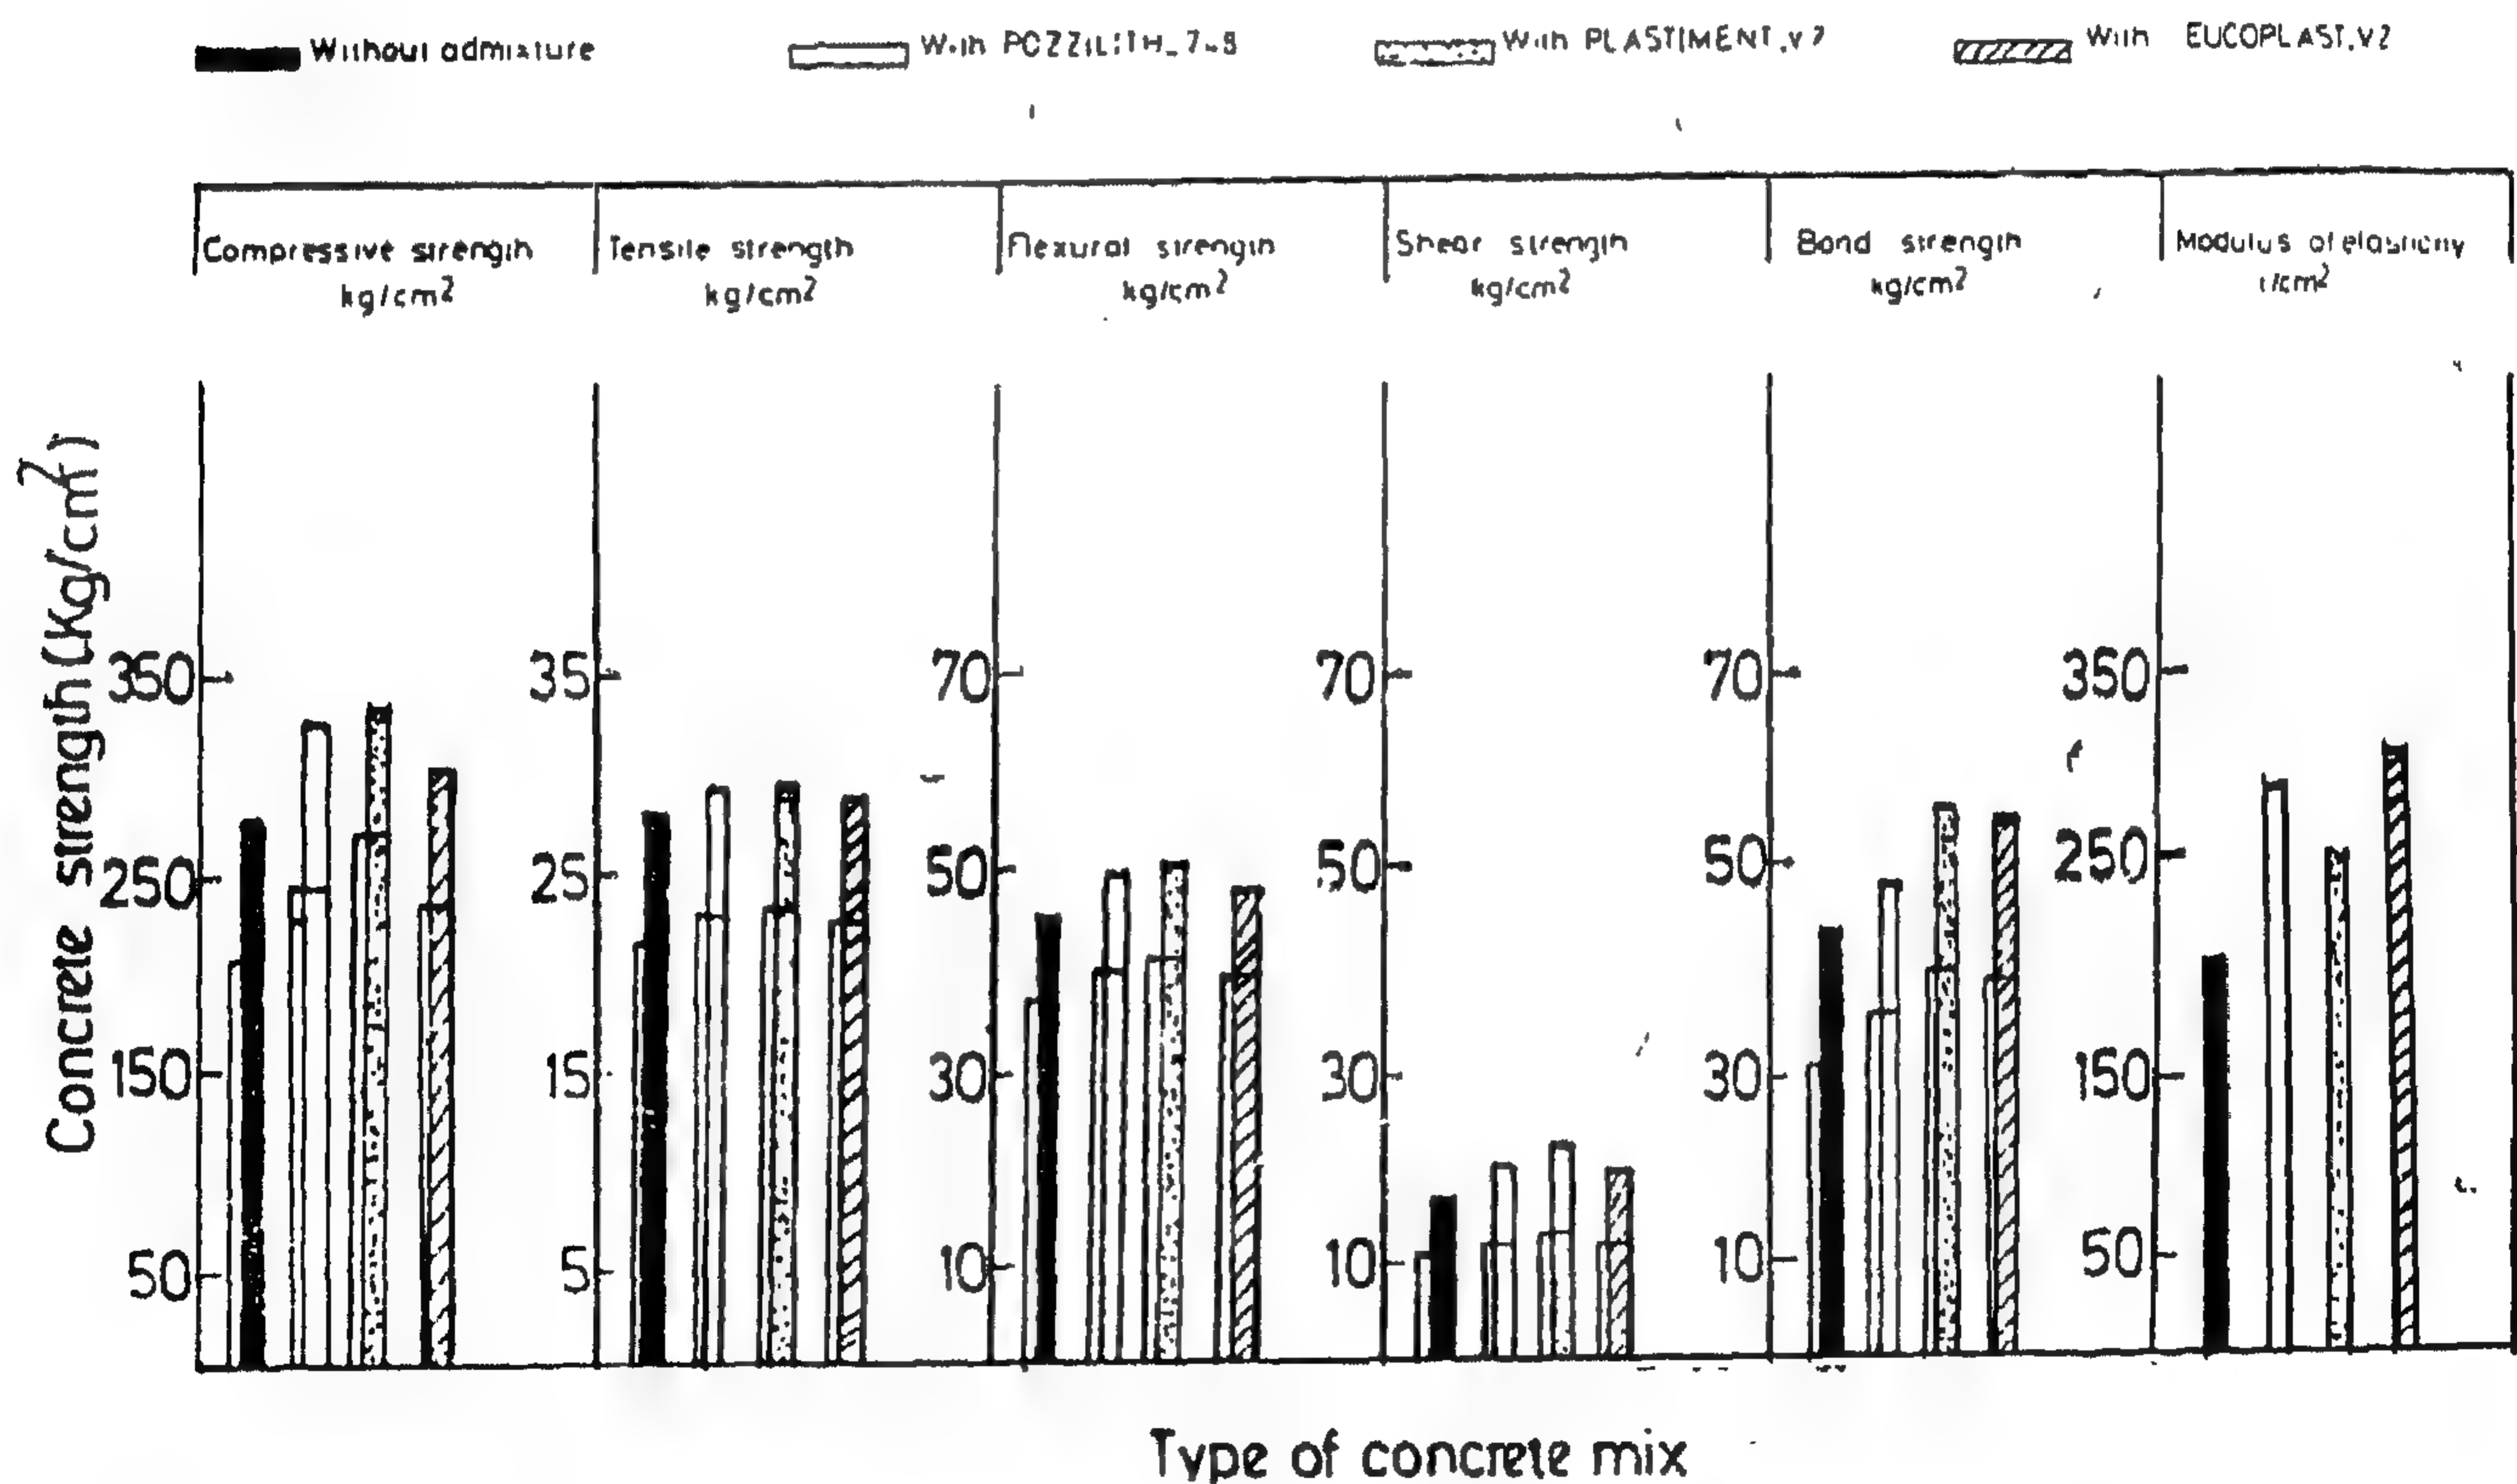 Without admixture
With POZZILITH_7-8
With PLASTIMENT.V2
With EUCOPLAST.V2
Compressive strength
kg/cm2
Tensile strength
kg/cm2
Flexural strength
kg/cm2
Shear strength
kg/cm2
Bond strength
kg/cm2
Modulus of elasticity
t/cm2
Concrete strength (Kg/cm2)
350
250
150
50
35
25
15
5
70
50
30
10
70
50
30
10
70
50
30
10
350
250
150
50
Type of concrete mix